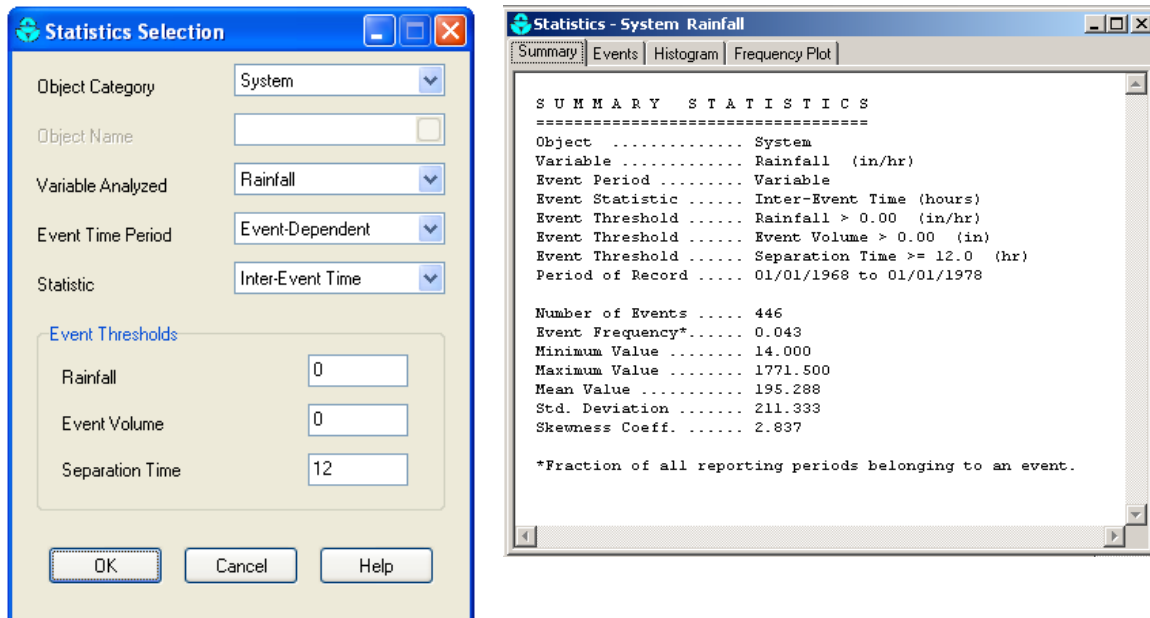 Statistics Selection
Object Category
System
Object Name
Variable Analyzed
Rainfall
Event Time Period
Event-Dependent
Statistic
Inter-Event Time
Event Thresholds
Rainfall
0
Event Volume
0
Separation Time
12
OK
Cancel
Help
Statistics - System Rainfall
Summary
Events
Histogram
Frequency Plot
S U M M A R Y   S T A T I S T I C S
===================================
Object .............. System
Variable ............ Rainfall (in/hr)
Event Period ......... Variable
Event Statistic ...... Inter-Event Time (hours)
Event Threshold ...... Rainfall > 0.00 (in/hr)
Event Threshold ...... Event Volume > 0.00 (in)
Event Threshold ...... Separation Time >= 12.0 (hr)
Period of Record ..... 01/01/1968 to 01/01/1978
Number of Events ..... 446
Event Frequency*...... 0.043
Minimum Value ........ 14.000
Maximum Value ........ 1771.500
Mean Value ........... 195.288
Std. Deviation ....... 211.333
Skewness Coeff. ...... 2.837
*Fraction of all reporting periods belonging to an event.